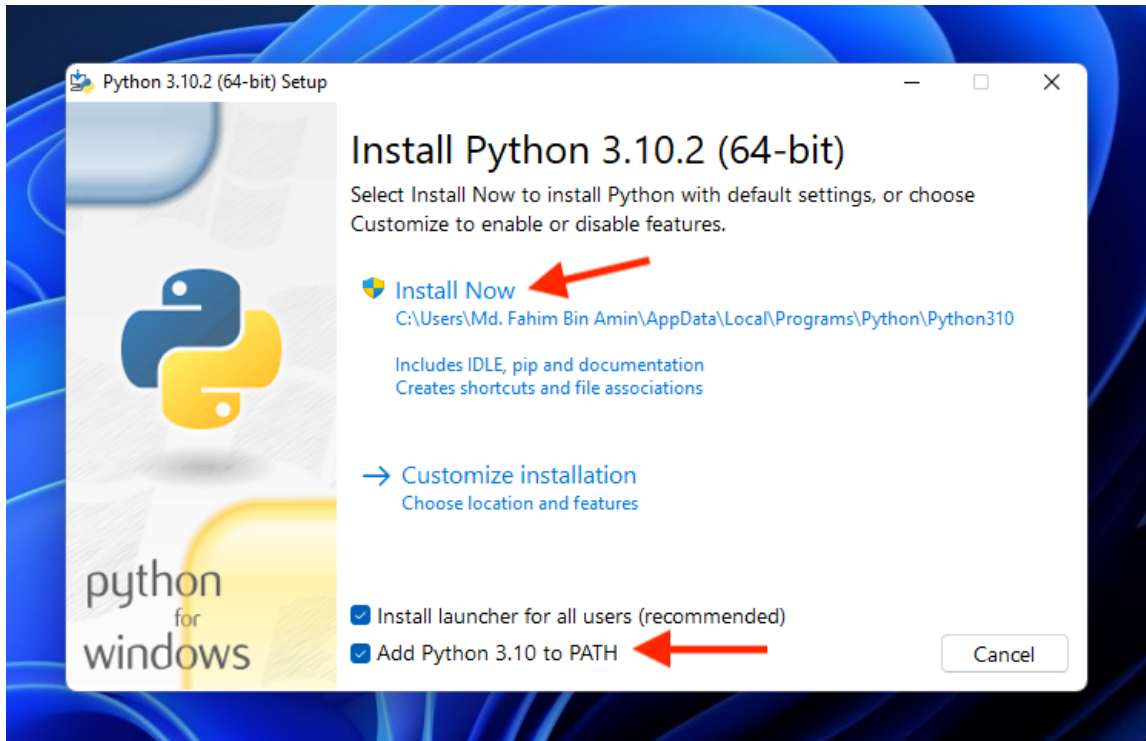 Python 3.10.2 (64-bit) Setup
Install Python 3.10.2 (64-bit)
Select Install Now to install Python with default settings, or choose
Customize to enable or disable features.
Install Now
C:\Users\Md. Fahim Bin Amin\AppData\Local\Programs\Python\Python310
Includes IDLE, pip and documentation
Creates shortcuts and file associations
Customize installation
Choose location and features
python
for
windows
Install launcher for all users (recommended)
Add Python 3.10 to PATH
Cancel